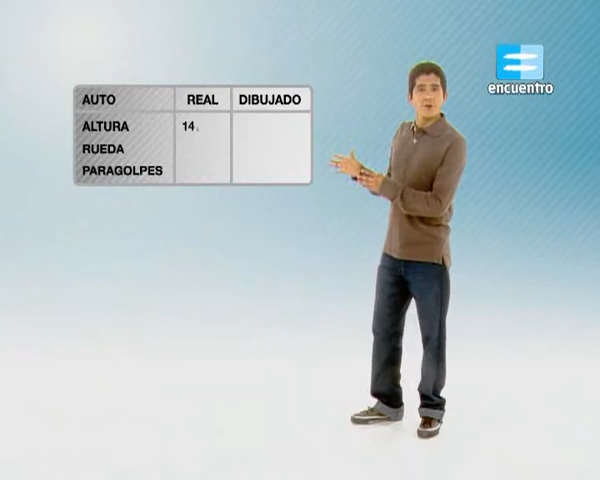 encuentro
AUTO REAL DIBUJADO
ALTURA 14
RUEDA
PARAGOLPES